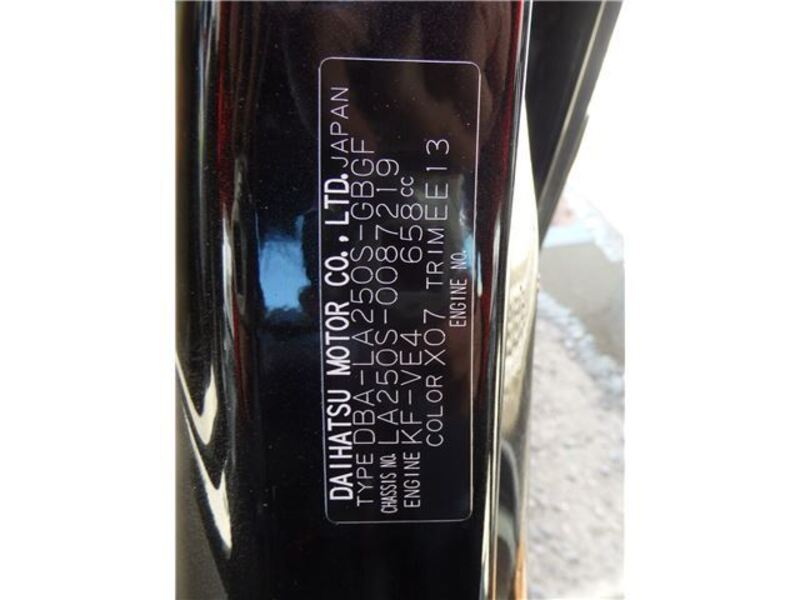 DAIHATSU MOTOR CO., LTD. JAPAN
TYPE DBA-LA250S-GBGF
CHASSIS NO. LA250S-0087219
ENGINE KF-VE4 658CC
COLOR X07 TRIM EE13
ENGINE NO.